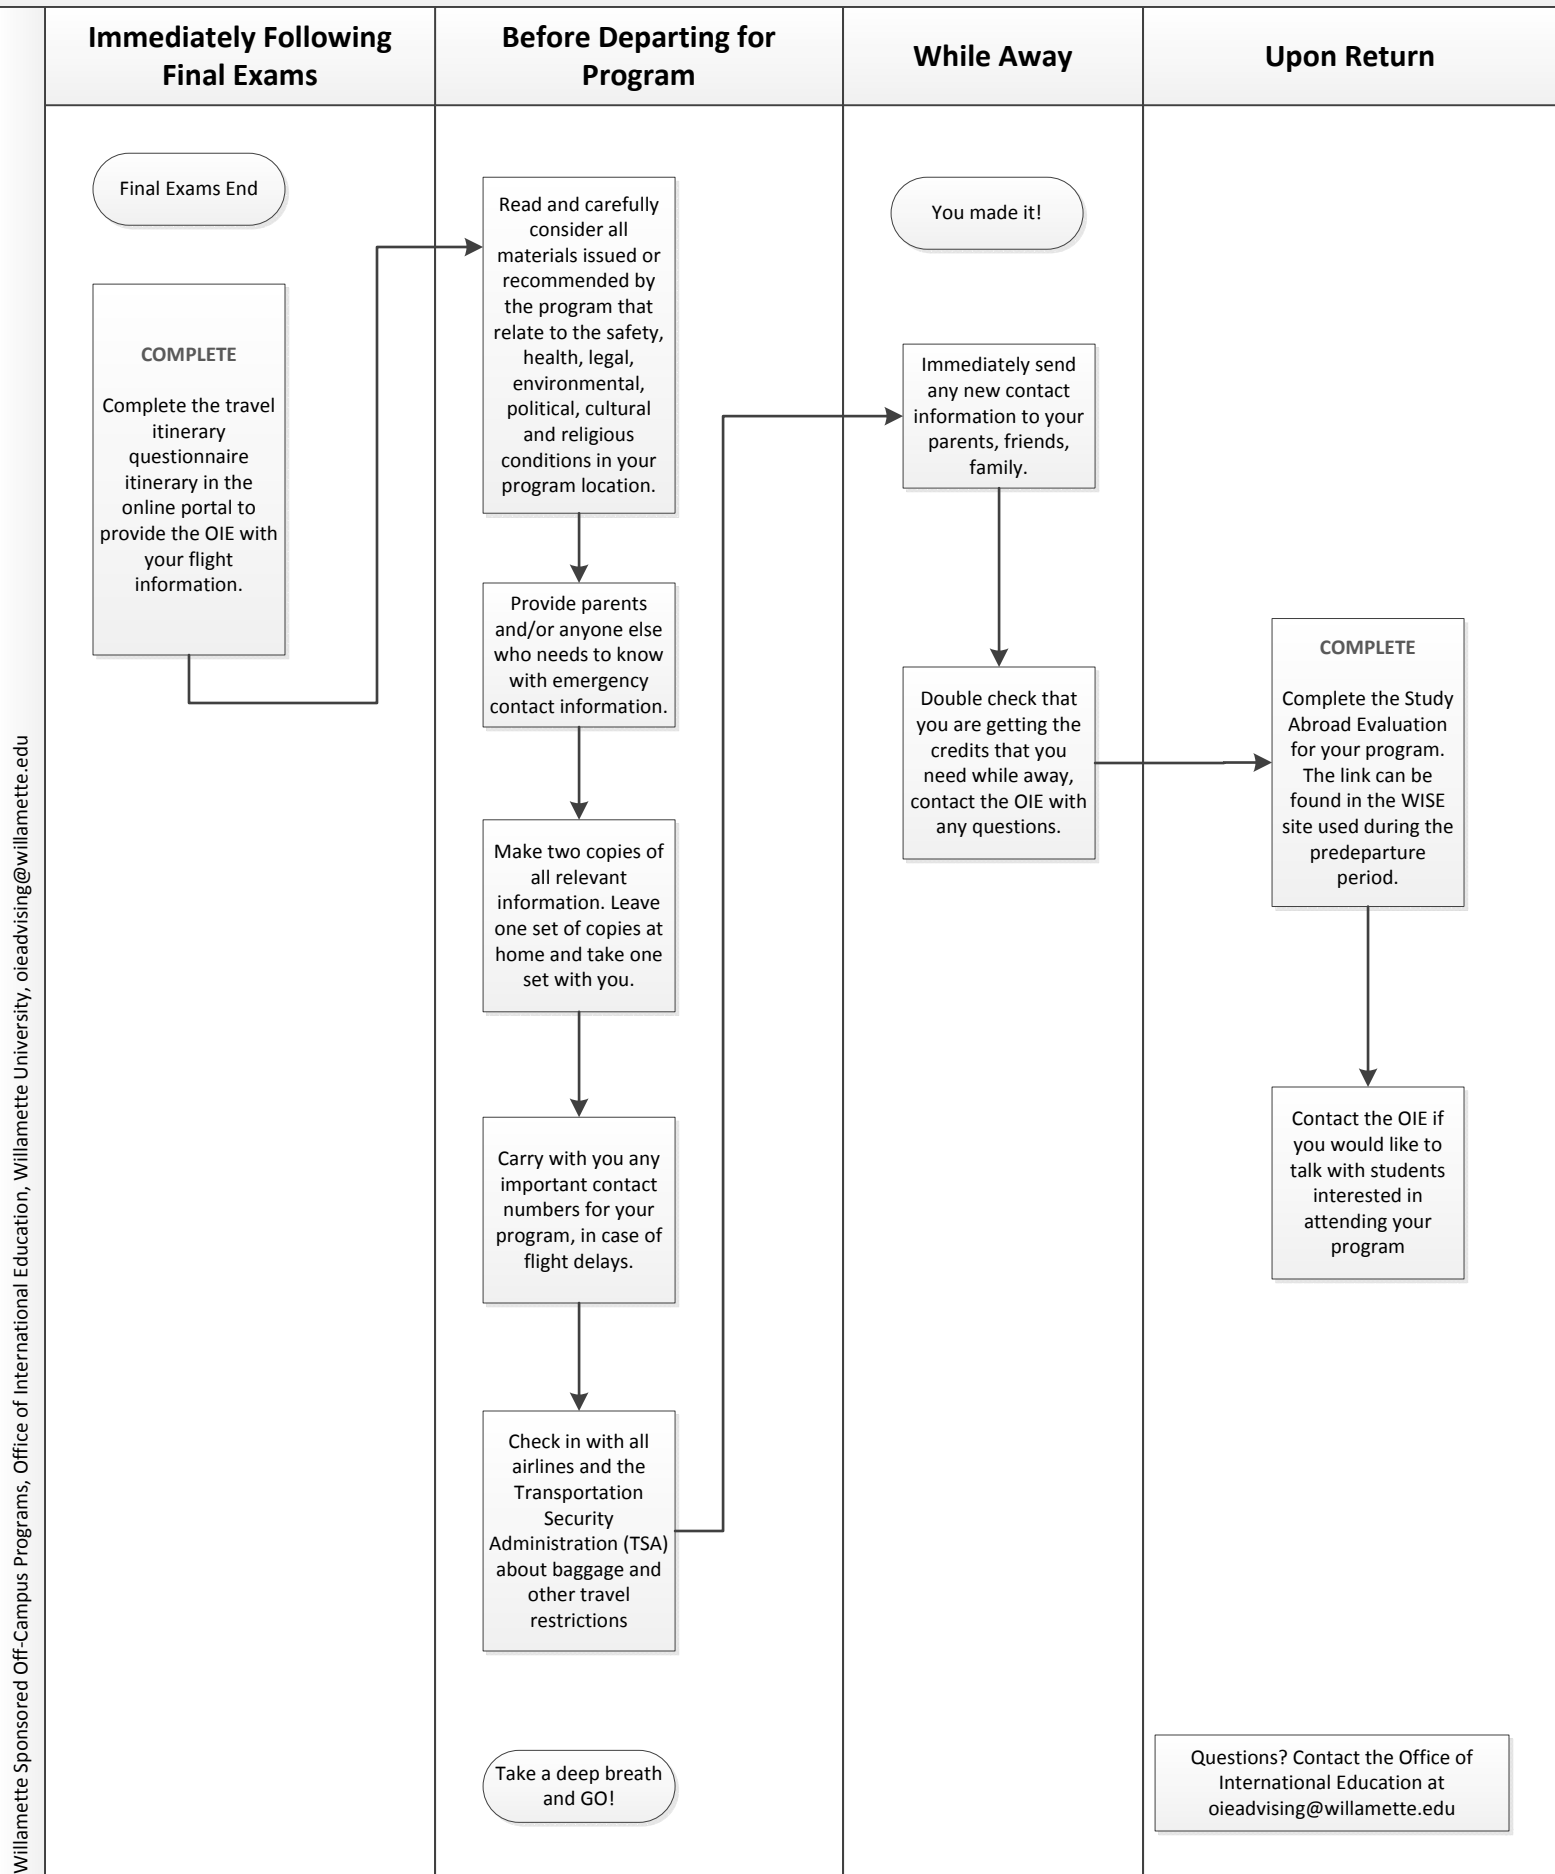 Immediately Following
Final Exams
Before Departing for
Program
While Away
Upon Return
Final Exams End
COMPLETE
Complete the travel
itinerary
questionnaire
itinerary in the
online portal to
provide the OIE with
your flight
information.
Read and carefully
consider all
materials issued or
recommended by
the program that
relate to the safety,
health, legal,
environmental,
political, cultural
and religious
conditions in your
program location.
Provide parents
and/or anyone else
who needs to know
with emergency
contact information.
Make two copies of
all relevant
information. Leave
one set of copies at
home and take one
set with you.
Carry with you any
important contact
numbers for your
program, in case of
flight delays.
Check in with all
airlines and the
Transportation
Security
Administration (TSA)
about baggage and
other travel
restrictions
Take a deep breath
and GO!
You made it!
Immediately send
any new contact
information to your
parents, friends,
family.
Double check that
you are getting the
credits that you
need while away,
contact the OIE with
any questions.
COMPLETE
Complete the Study
Abroad Evaluation
for your program.
The link can be
found in the WISE
site used during the
predeparture
period.
Contact the OIE if
you would like to
talk with students
interested in
attending your
program
Questions? Contact the Office of
International Education at
oieadvising@willamette.edu
Willamette Sponsored Off-Campus Programs, Office of International Education, Willamette University, oieadvising@willamette.edu